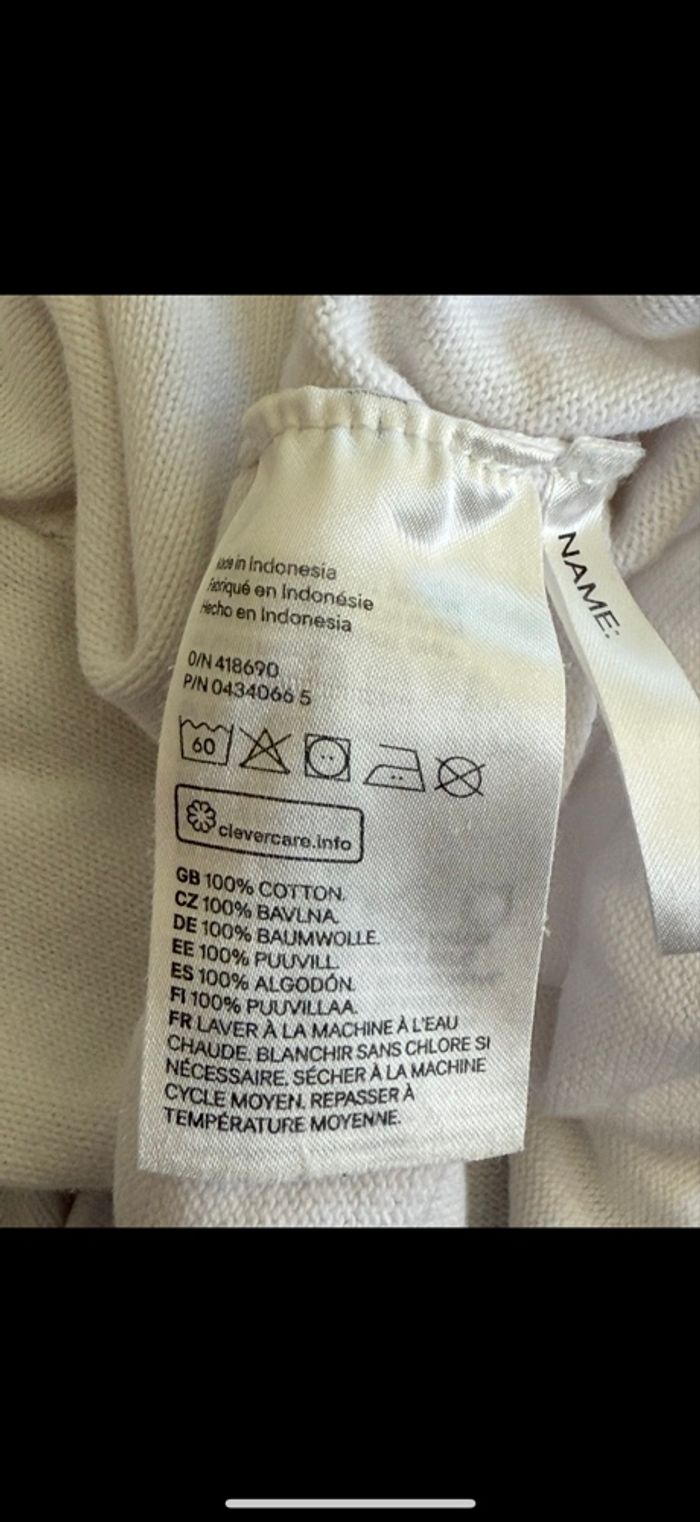 Made in Indonesia
Fabriqué en Indonésie
Hecho en Indonesia
O/N 418690
P/N 0434066 5
60
clevercare.info
GB 100% COTTON.
CZ 100% BAVLNA.
DE 100% BAUMWOLLE.
EE 100% PUUVILL.
ES 100% ALGODÓN.
FI 100% PUUVILLAA.
FR LAVER À LA MACHINE À L'EAU
CHAUDE. BLANCHIR SANS CHLORE SI
NÉCESSAIRE. SÉCHER À LA MACHINE
CYCLE MOYEN. REPASSER À
TEMPÉRATURE MOYENNE.
NAME: